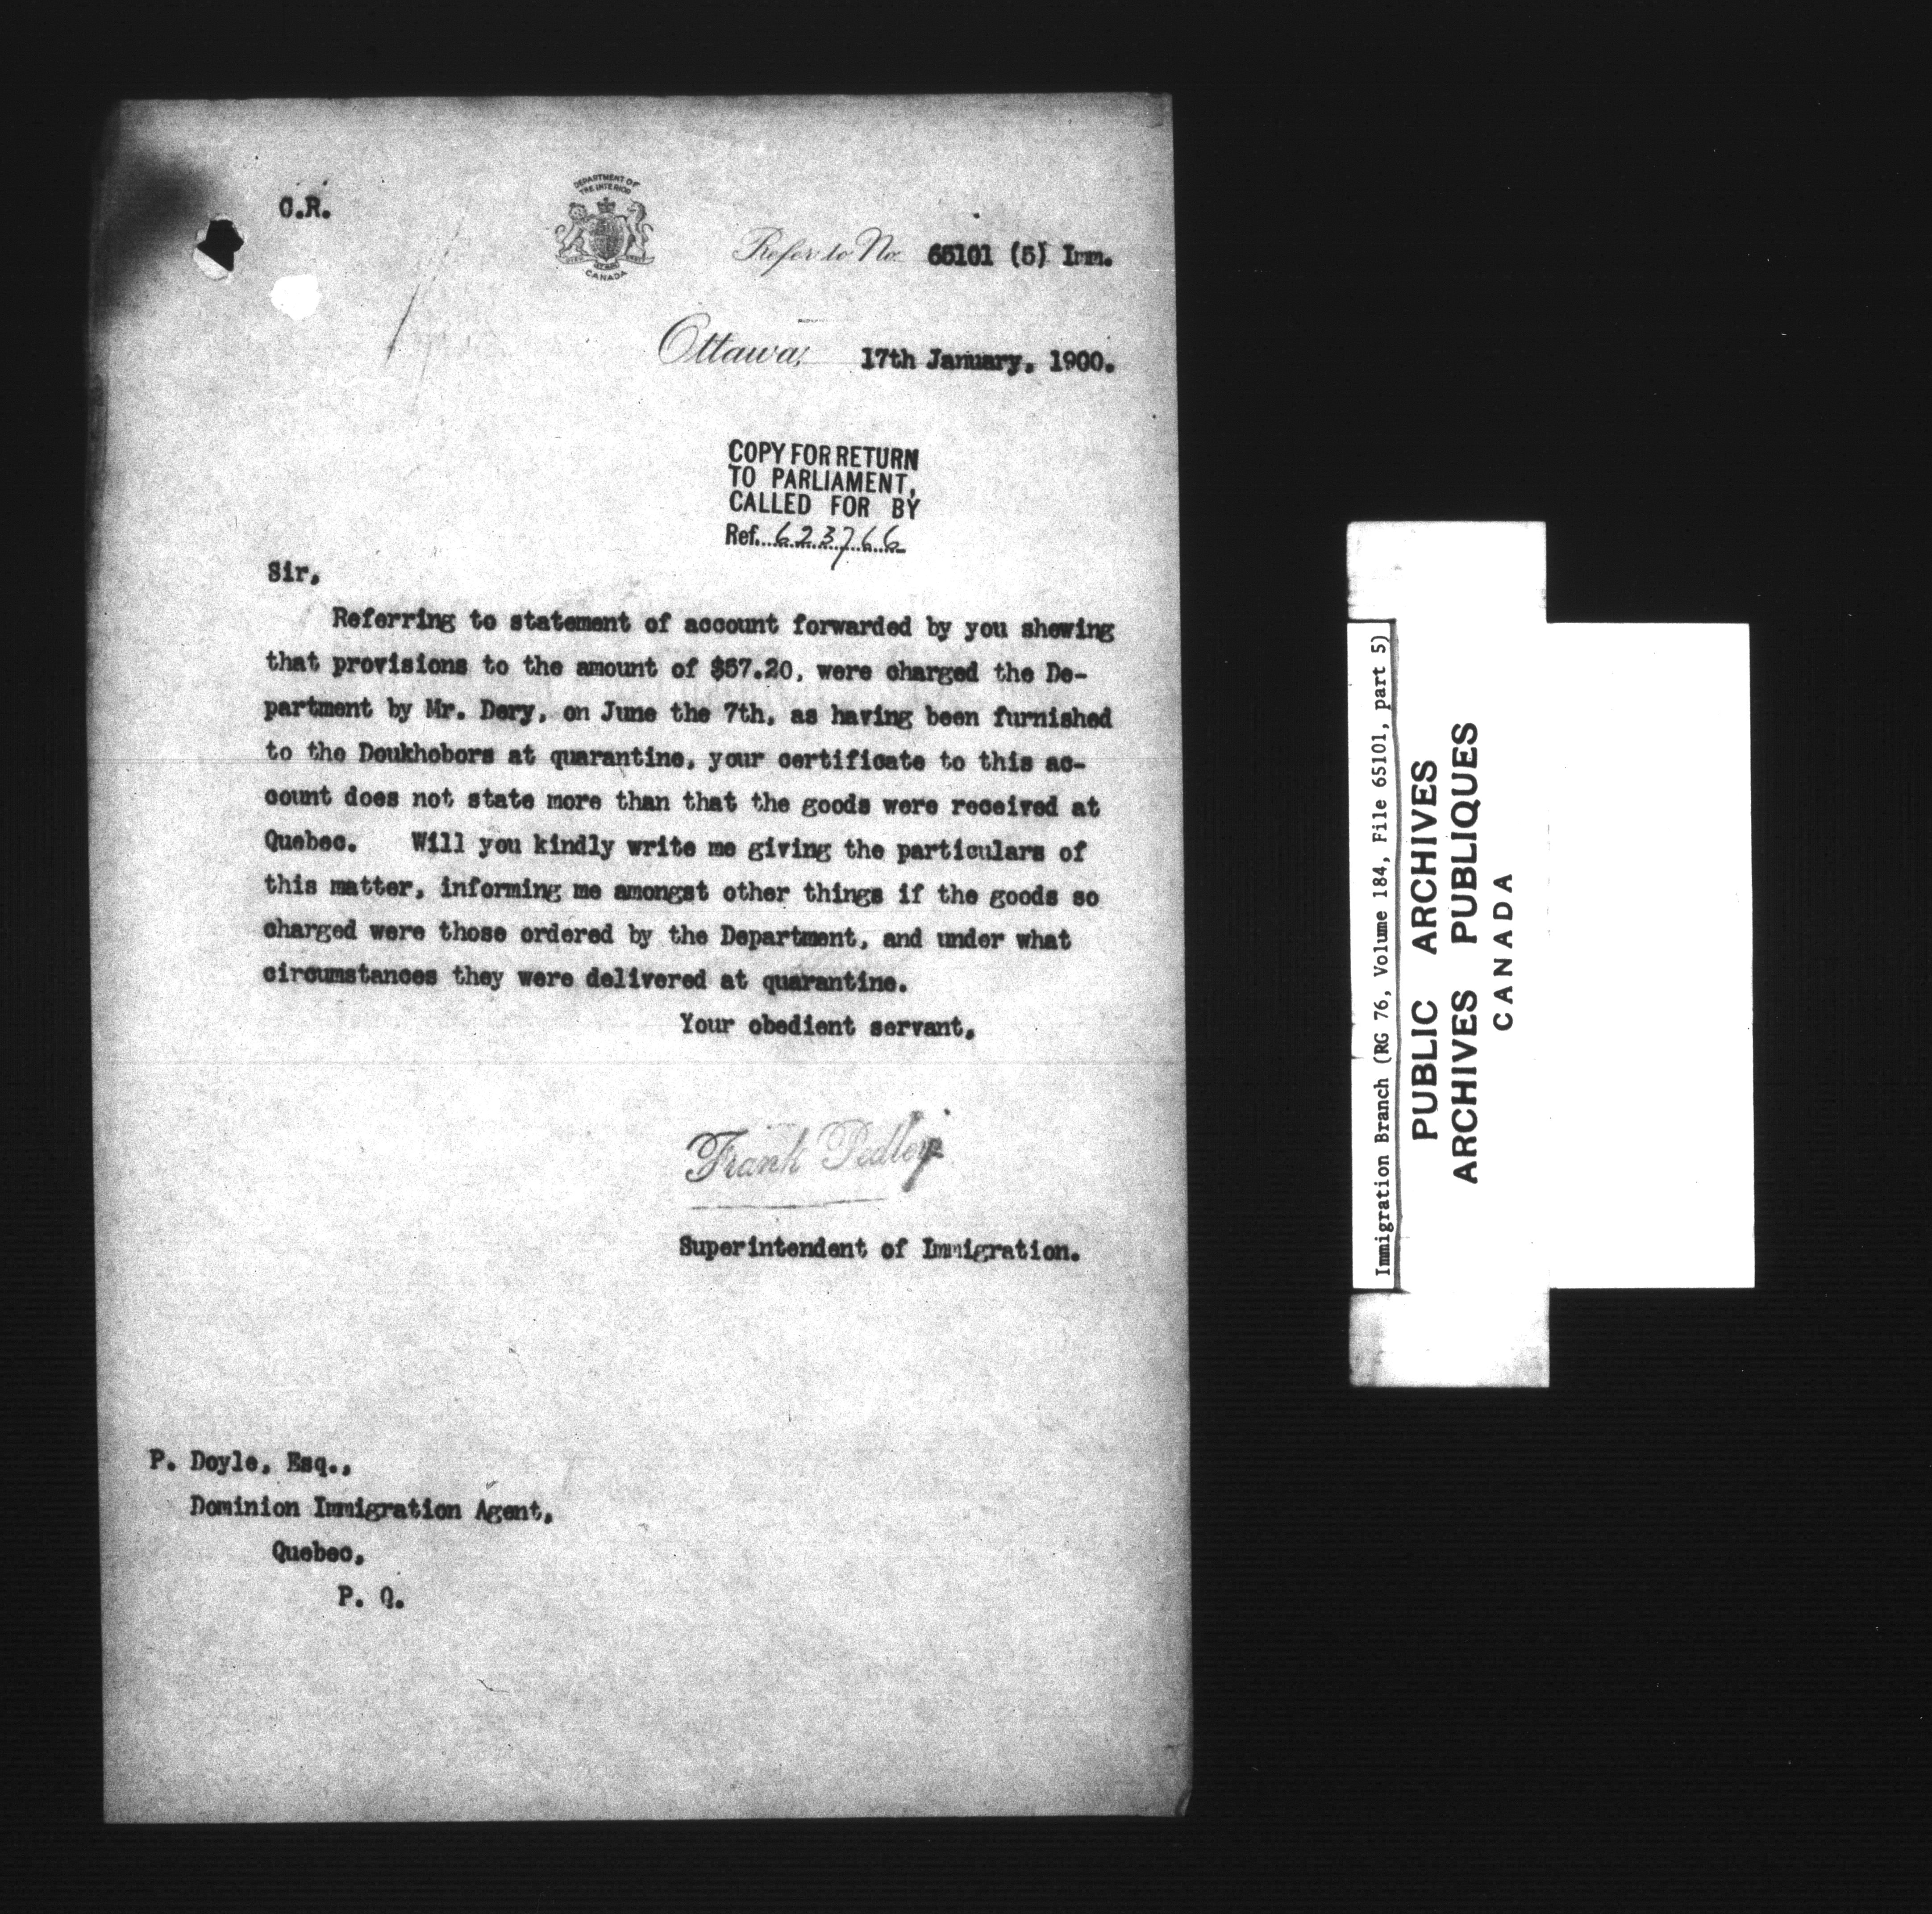 C.R.
DEPARTMENT OF
THE INTERIOR
CANADA
Refer to No. 65101 (5) Imm.
Ottawa, 17th January, 1900.
COPY FOR RETURN
TO PARLIAMENT,
CALLED FOR BY
Ref. 623766
Sir,
Referring to statement of account forwarded by you shewing
that provisions to the amount of $57.20, were charged the De-
partment by Mr. Dery, on June the 7th, as having been furnished
to the Doukhobors at quarantine, your certificate to this ac-
count does not state more than that the goods were received at
Quebec. Will you kindly write me giving the particulars of
this matter, informing me amongst other things if the goods so
charged were those ordered by the Department, and under what
circumstances they were delivered at quarantine.
Your obedient servant,
Frank Pedley
Superintendent of Immigration.
P. Doyle, Esq.,
Dominion Immigration Agent,
Quebec,
P. Q.
Immigration Branch (RG 76, Volume 184, File 65101, part 5)
PUBLIC ARCHIVES
ARCHIVES PUBLIQUES
CANADA